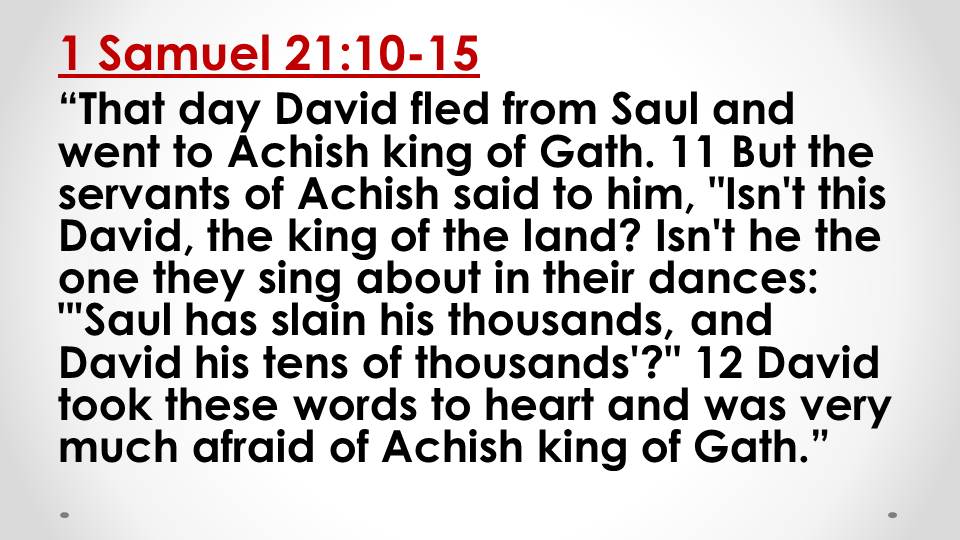 1 Samuel 21:10-15
“That day David fled from Saul and
went to Achish king of Gath. 11 But the
servants of Achish said to him, "Isn't this
David, the king of the land? Isn't he the
one they sing about in their dances:
'"Saul has slain his thousands, and
David his tens of thousands'?" 12 David
took these words to heart and was very
much afraid of Achish king of Gath.”